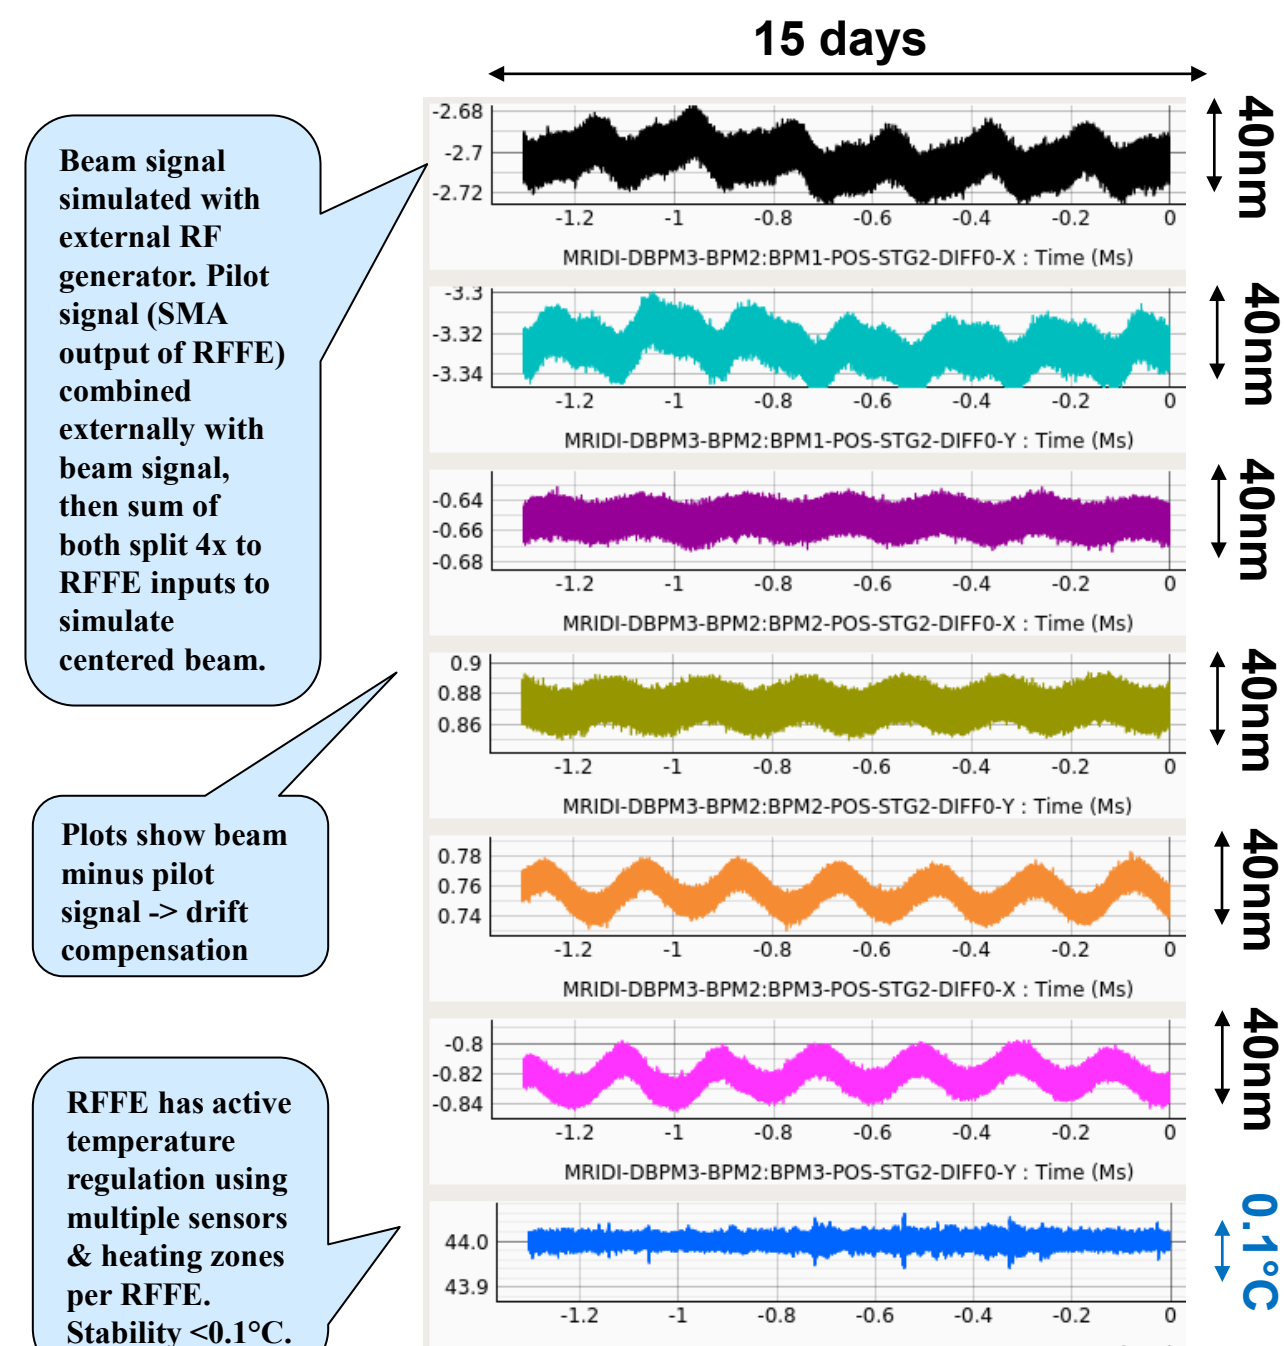 15 days
Beam signal
simulated with
external RF
generator. Pilot
signal (SMA
output of RFFE)
combined
externally with
beam signal,
then sum of
both split 4x to
RFFE inputs to
simulate
centered beam.
Plots show beam
minus pilot
signal -> drift
compensation
RFFE has active
temperature
regulation using
multiple sensors
& heating zones
per RFFE.
Stability <0.1°C.
-2.68
-2.7
-2.72
-1.2 -1 -0.8 -0.6 -0.4 -0.2 0
MRIDI-DBPM3-BPM2:BPM1-POS-STG2-DIFF0-X : Time (Ms)
40nm
-3.3
-3.32
-3.34
-1.2 -1 -0.8 -0.6 -0.4 -0.2 0
MRIDI-DBPM3-BPM2:BPM1-POS-STG2-DIFF0-Y : Time (Ms)
40nm
-0.64
-0.66
-0.68
-1.2 -1 -0.8 -0.6 -0.4 -0.2 0
MRIDI-DBPM3-BPM2:BPM2-POS-STG2-DIFF0-X : Time (Ms)
40nm
0.9
0.88
0.86
-1.2 -1 -0.8 -0.6 -0.4 -0.2 0
MRIDI-DBPM3-BPM2:BPM2-POS-STG2-DIFF0-Y : Time (Ms)
40nm
0.78
0.76
0.74
-1.2 -1 -0.8 -0.6 -0.4 -0.2 0
MRIDI-DBPM3-BPM2:BPM3-POS-STG2-DIFF0-X : Time (Ms)
40nm
-0.8
-0.82
-0.84
-1.2 -1 -0.8 -0.6 -0.4 -0.2 0
MRIDI-DBPM3-BPM2:BPM3-POS-STG2-DIFF0-Y : Time (Ms)
40nm
44.0
43.9
-1.2 -1 -0.8 -0.6 -0.4 -0.2 0
0.1°C